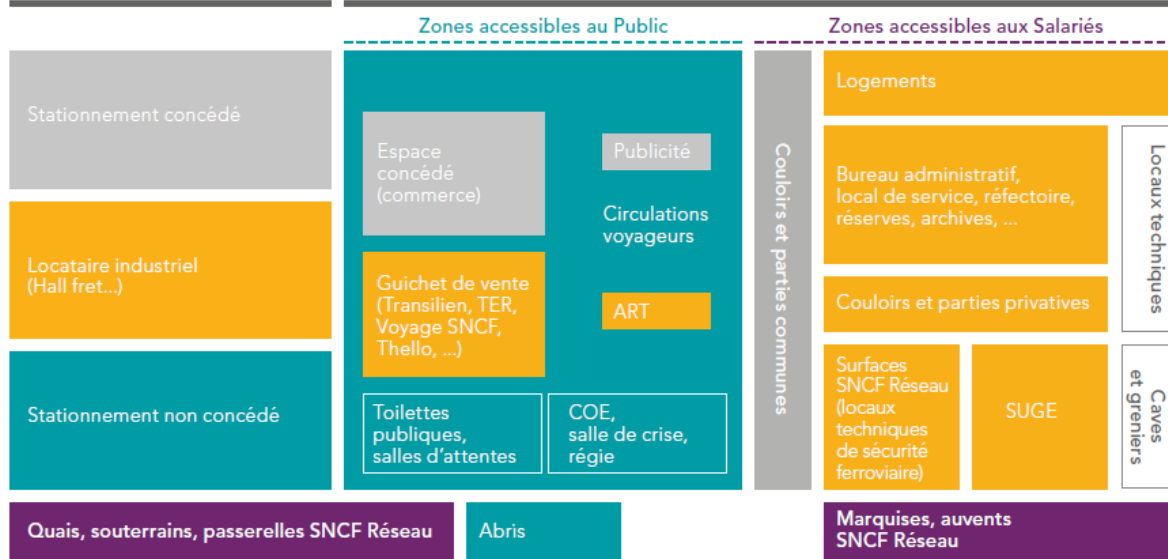 Zones accessibles au Public
Zones accessibles aux Salariés
Stationnement concédé
Locataire industriel
(Hall fret...)
Stationnement non concédé
Espace
concédé
(commerce)
Publicité
Circulations
voyageurs
Guichet de vente
(Transilien, TER,
Voyage SNCF,
Thello, ...)
ART
Toilettes
publiques,
salles d'attentes
COE,
salle de crise,
régie
Couloirs et parties communes
Logements
Bureau administratif,
local de service, réfectoire,
réserves, archives, ...
Locaux techniques
Couloirs et parties privatives
Surfaces
SNCF Réseau
(locaux
techniques
de sécurité
ferroviaire)
SUGE
Caves
et greniers
Quais, souterrains, passerelles SNCF Réseau
Abris
Marquises, auvents
SNCF Réseau